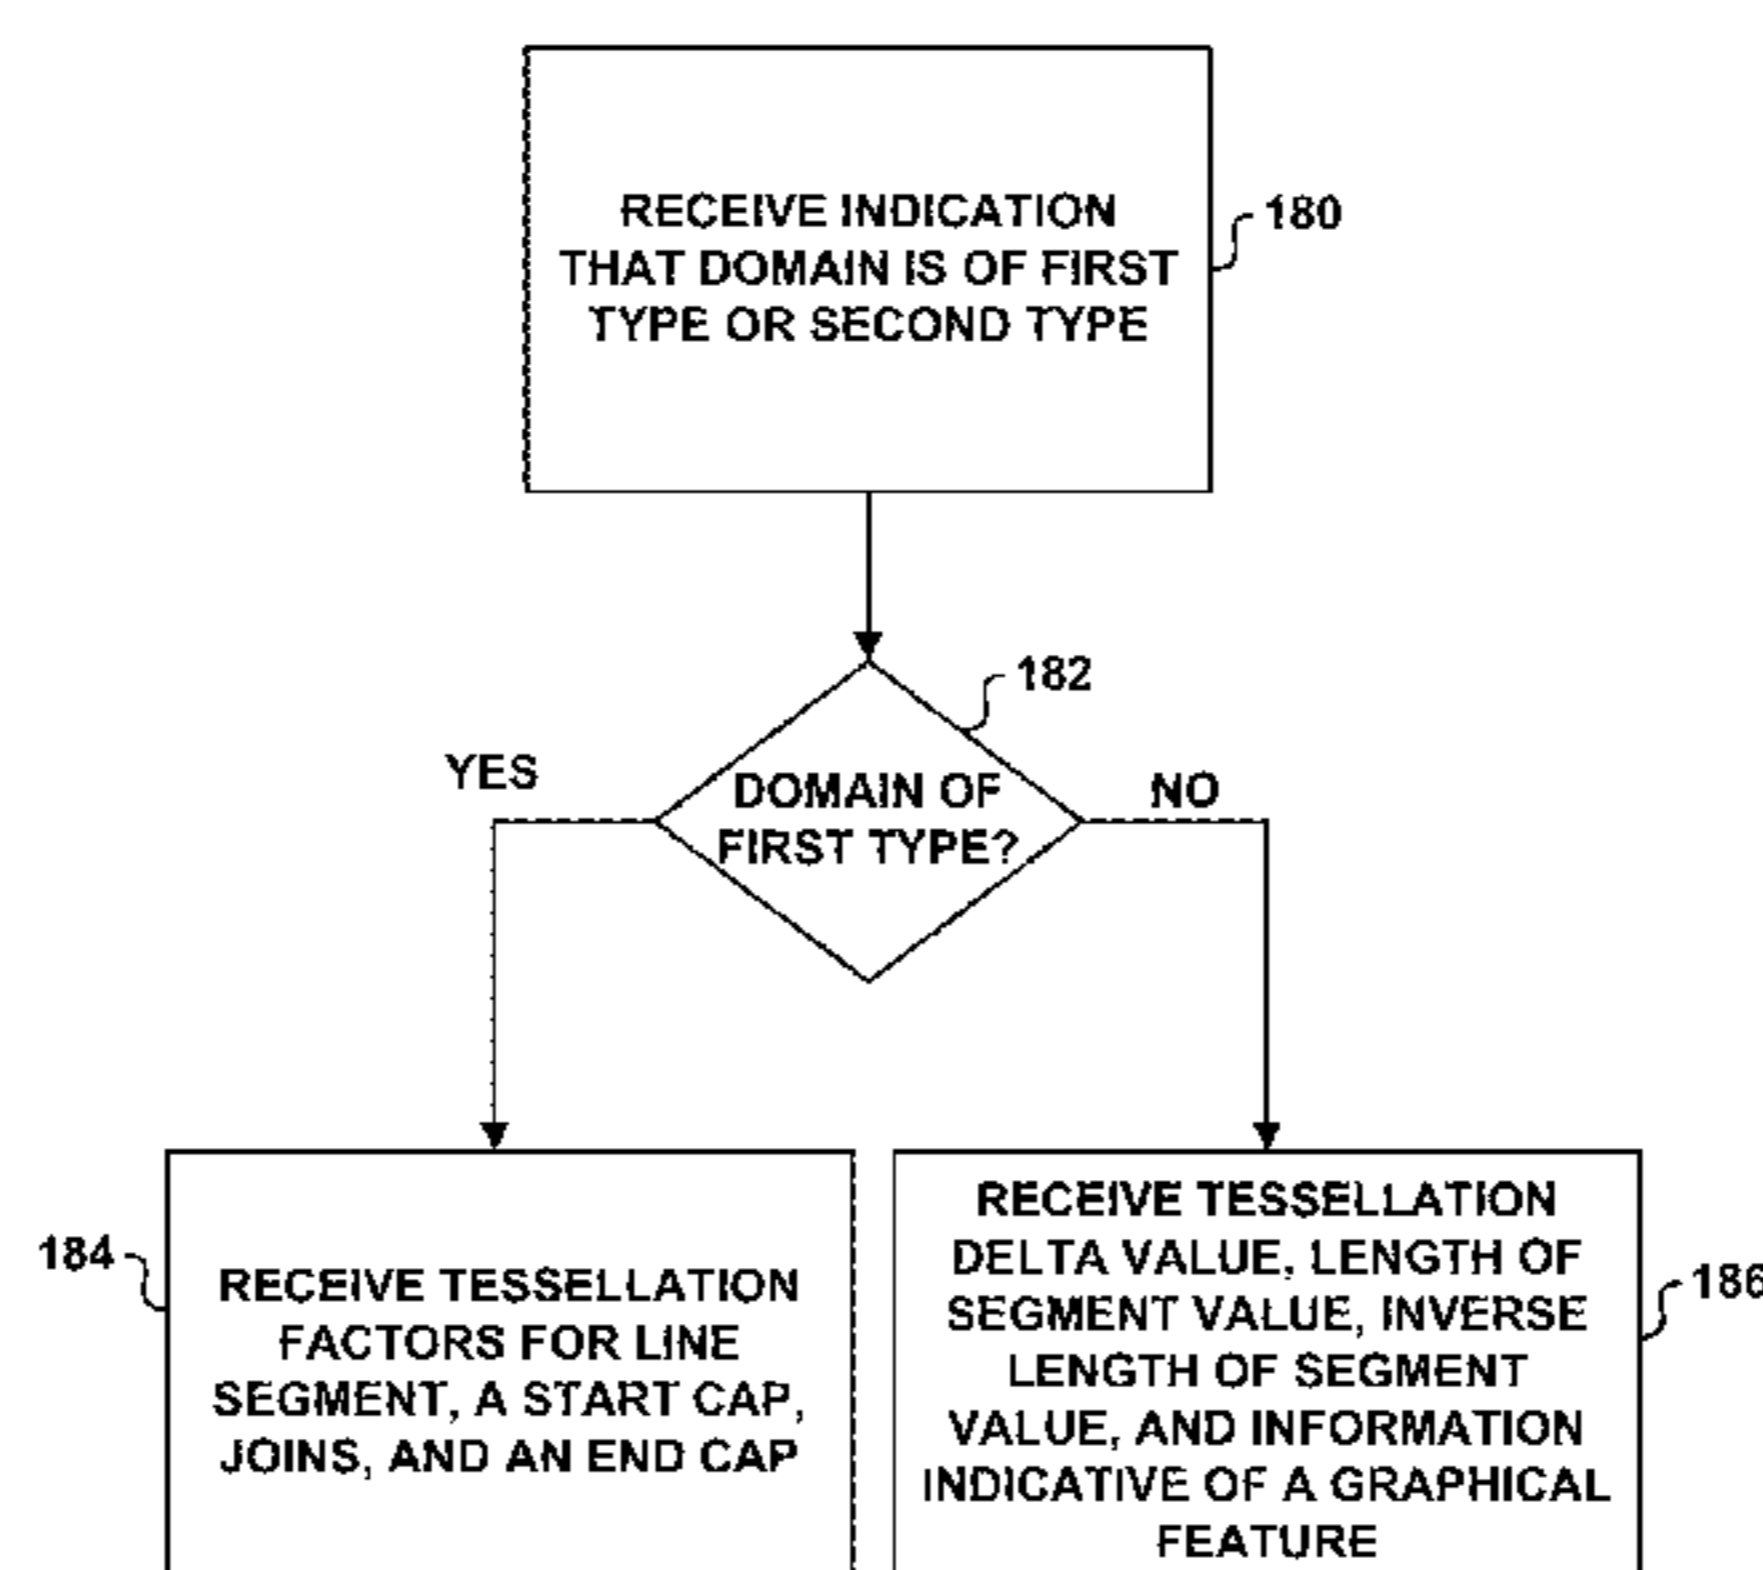 RECEIVE INDICATION
THAT DOMAIN IS OF FIRST
TYPE OR SECOND TYPE
180
182
YES
DOMAIN OF
FIRST TYPE?
NO
184
RECEIVE TESSELLATION
FACTORS FOR LINE
SEGMENT, A START CAP,
JOINS, AND AN END CAP
RECEIVE TESSELLATION
DELTA VALUE, LENGTH OF
SEGMENT VALUE, INVERSE
LENGTH OF SEGMENT
VALUE, AND INFORMATION
INDICATIVE OF A GRAPHICAL
FEATURE
186